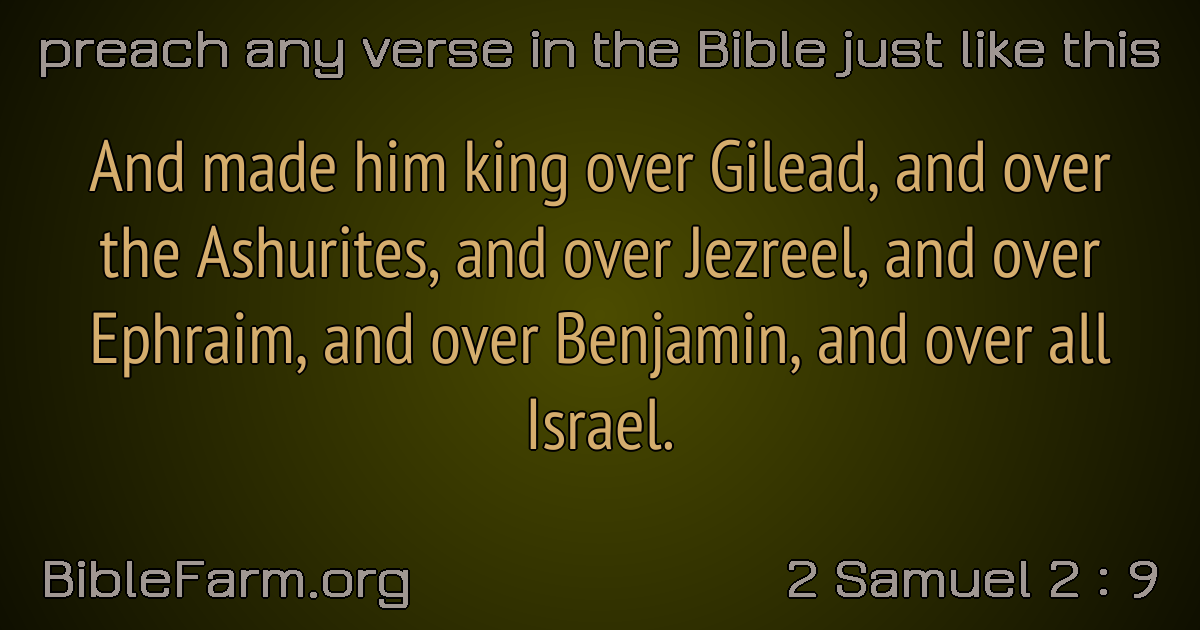 preach any verse in the Bible just like this
And made him king over Gilead, and over
the Ashurites, and over Jezreel, and over
Ephraim, and over Benjamin, and over all
Israel.
BibleFarm.org
2 Samuel 2 : 9